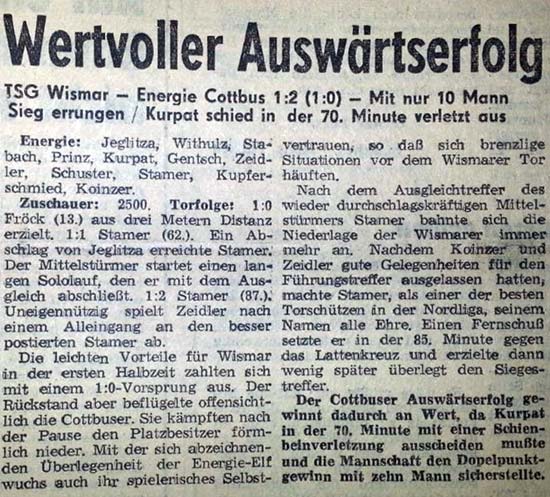 Wertvoller Auswärtserfolg
TSG Wismar — Energie Cottbus 1:2 (1:0) — Mit nur 10 Mann
Sieg errungen / Kurpat schied in der 70. Minute verletzt aus
Energie: Jeglitza, Withulz, Sta-
bach, Prinz, Kurpat, Gentsch, Zeid-
ler, Schuster, Stamer, Kupfer-
schmied, Koinzer.
Zuschauer: 2500. Torfolge: 1:0
Fröck (13.) aus drei Metern Distanz
erzielt. 1:1 Stamer (62.). Ein Ab-
schlag von Jeglitza erreichte Stamer.
Der Mittelstürmer startet einen lan-
gen Sololauf, den er mit dem Aus-
gleich abschließt. 1:2 Stamer (87.).
Uneigennützig spielt Zeidler nach
einem Alleingang an den besser
postierten Stamer ab.
Die leichten Vorteile für Wismar
in der ersten Halbzeit zahlten sich
mit einem 1:0-Vorsprung aus. Der
Rückstand aber beflügelte offensicht-
lich die Cottbuser. Sie kämpften nach
der Pause den Platzbesitzer förm-
lich nieder. Mit der sich abzeichnen-
den Überlegenheit der Energie-Elf
wuchs auch ihr spielerisches Selbst-
vertrauen, so daß sich brenzlige
Situationen vor dem Wismarer Tor
häuften.
Nach dem Ausgleichtreffer des
wieder durchschlagskräftigen Mittel-
stürmers Stamer bahnte sich die
Niederlage der Wismarer immer
mehr an. Nachdem Koinzer und
Zeidler gute Gelegenheiten für den
Führungstreffer ausgelassen hatten,
machte Stamer, als einer der besten
Torschützen in der Nordliga, seinem
Namen alle Ehre. Einen Fernschuß
setzte er in der 85. Minute gegen
das Lattenkreuz und erzielte dann
wenig später überlegt den Sieges-
treffer.
Der Cottbuser Auswärtserfolg ge-
winnt dadurch an Wert, da Kurpat
in der 70. Minute mit einer Schien-
beinverletzung ausscheiden mußte
und die Mannschaft den Dopelpunkt-
gewinn mit zehn Mann sicherte.